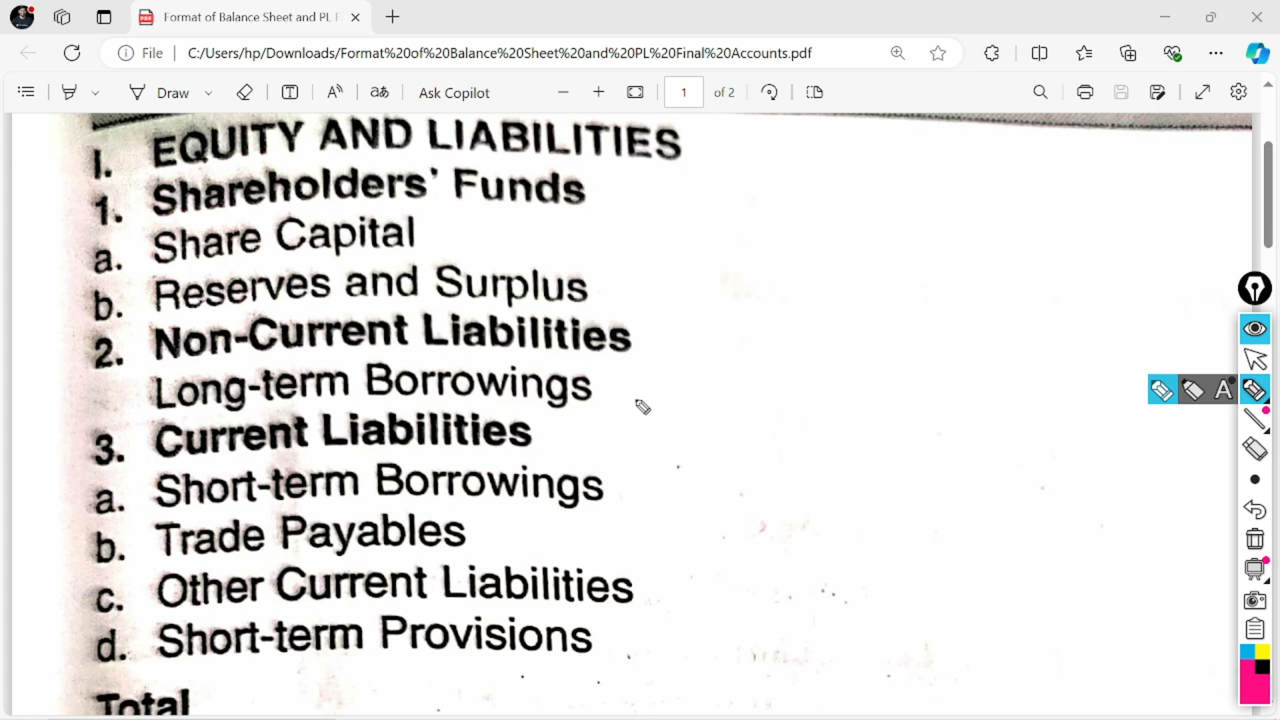 Format of Balance Sheet and PL F
File
C:/Users/hp/Downloads/Format%20of%20Balance%20Sheet%20and%20PL%20Final%20Accounts.pdf
Draw
Ask Copilot
1 of 2
I. EQUITY AND LIABILITIES
1. Shareholders' Funds
a. Share Capital
b. Reserves and Surplus
2. Non-Current Liabilities
Long-term Borrowings
3. Current Liabilities
a. Short-term Borrowings
b. Trade Payables
c. Other Current Liabilities
d. Short-term Provisions
Total